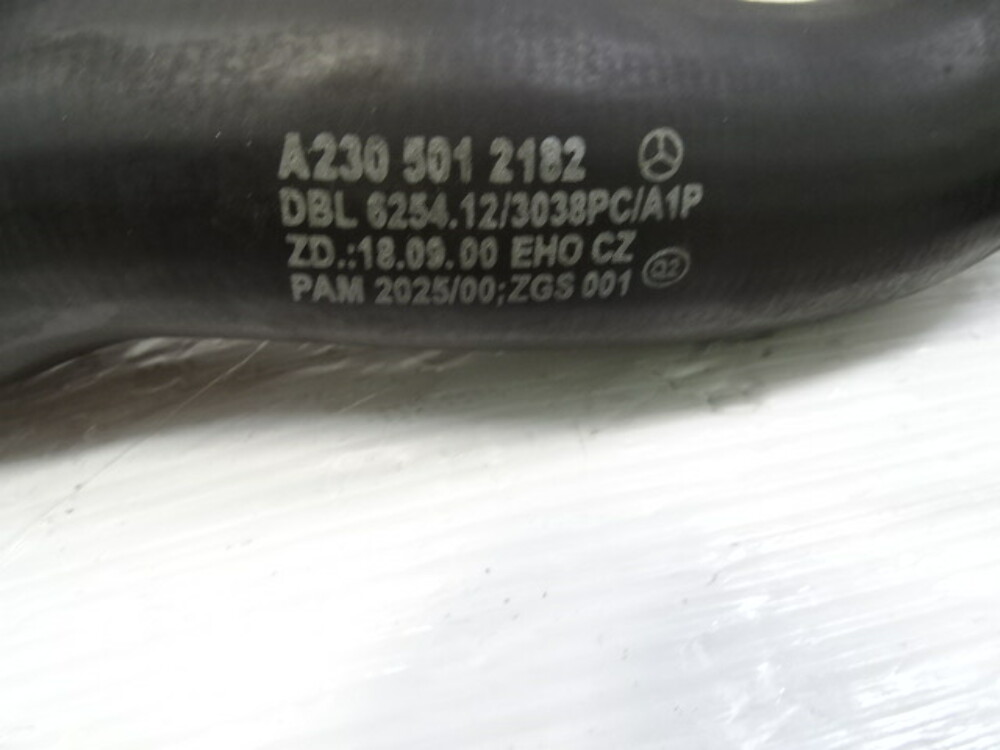 A230 501 2182
DBL 6254.12/3038PC/A1P
ZD.:18.09.00 EHO CZ
PAM 2025/00;ZGS 001 Q2